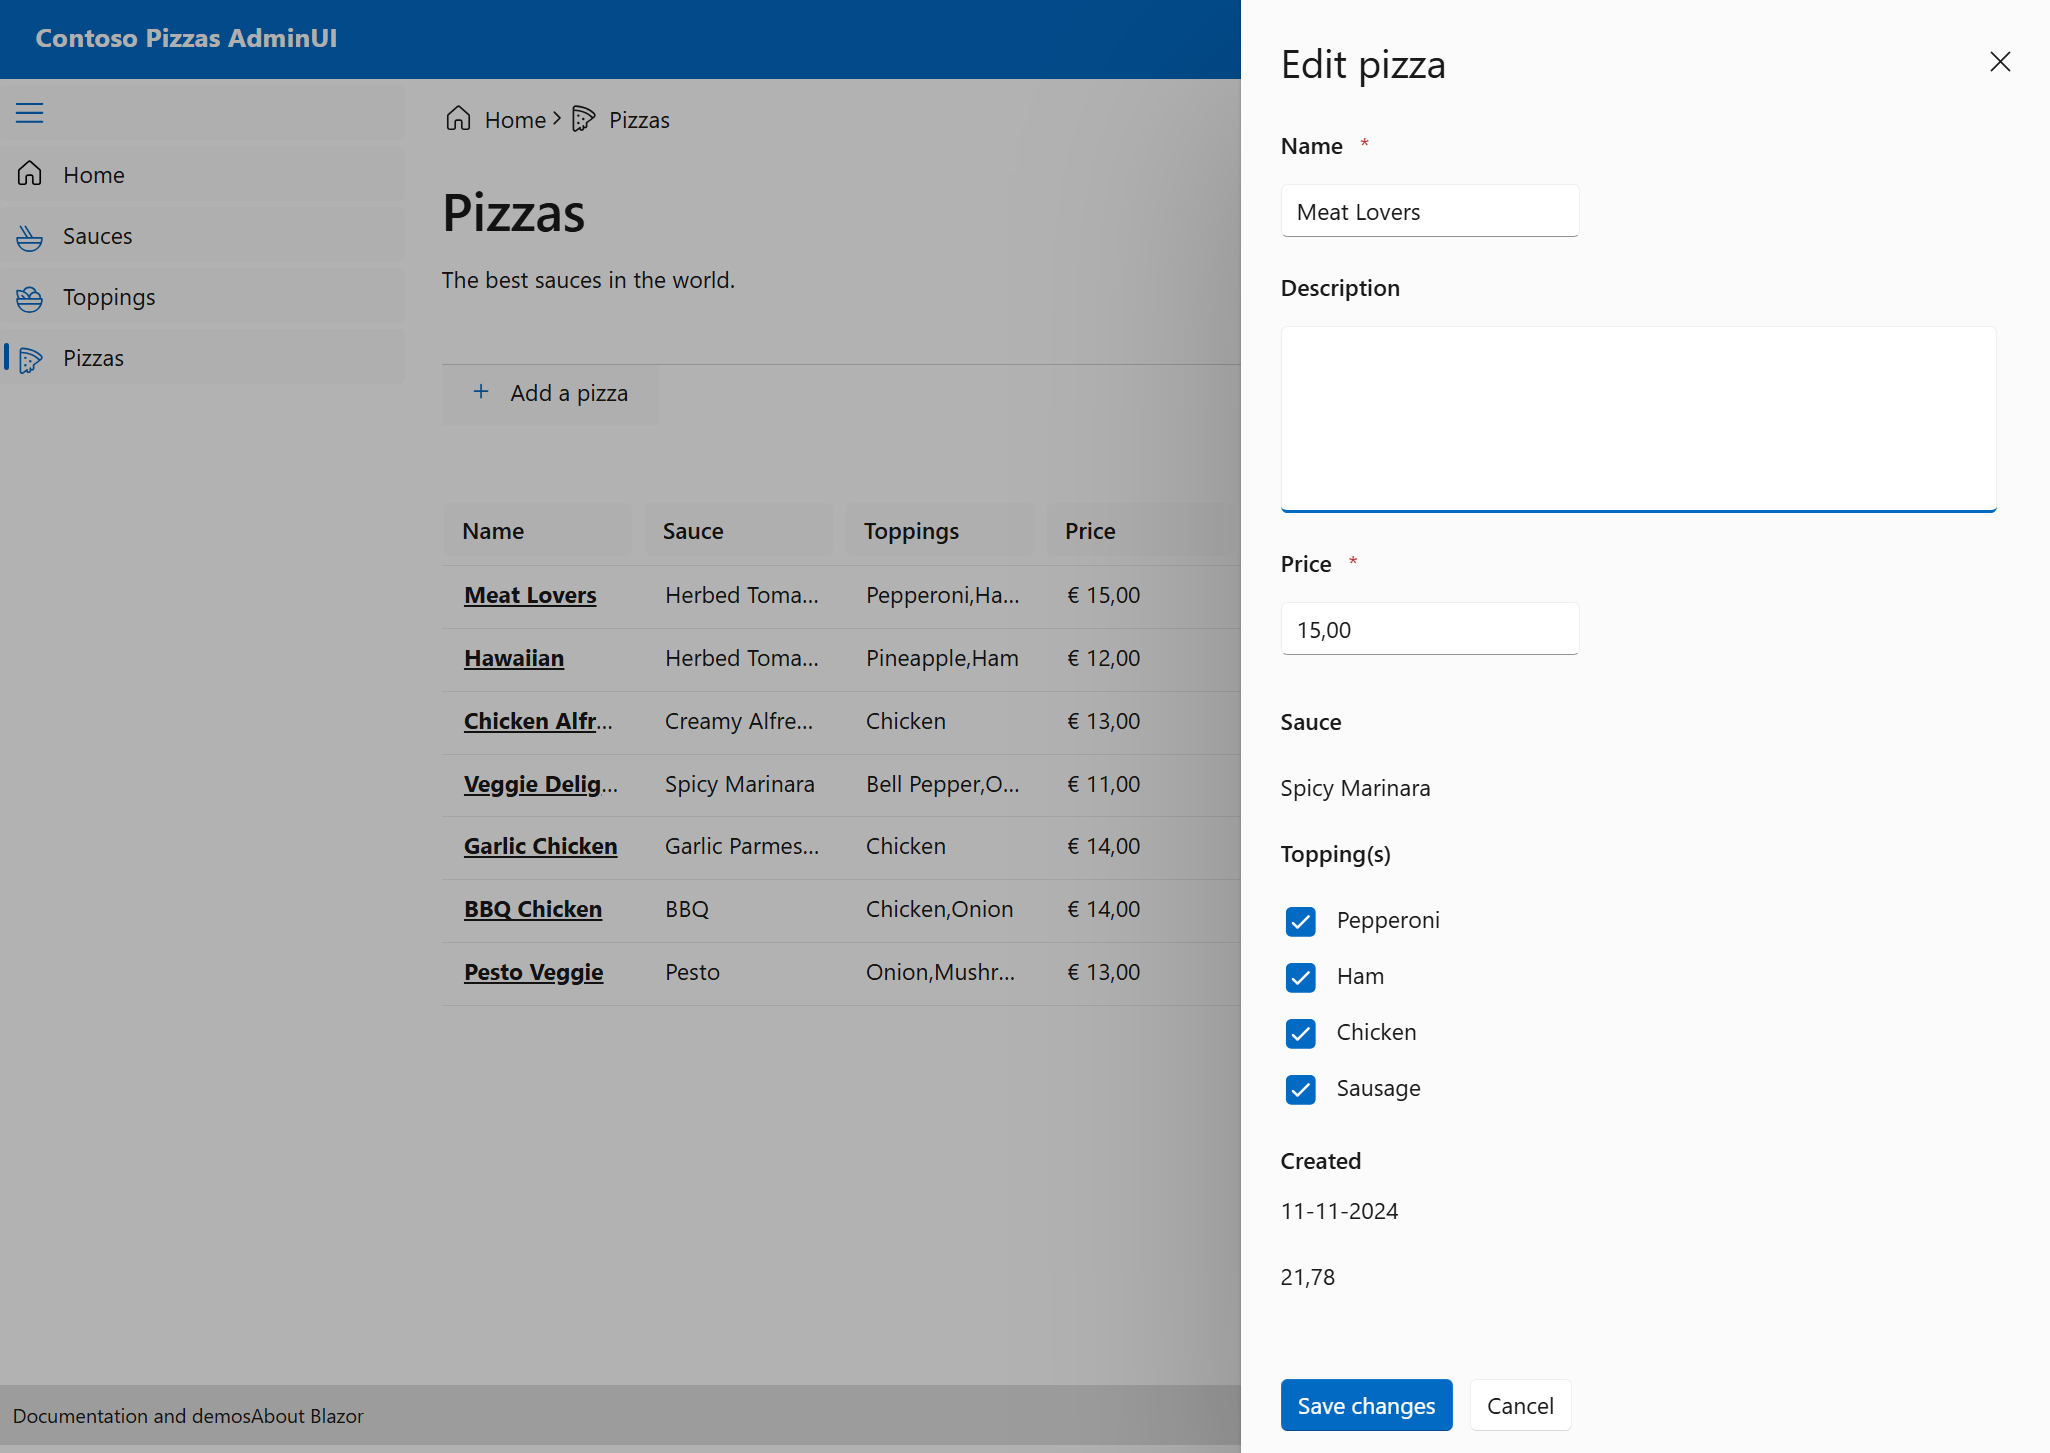 Contoso Pizzas AdminUI
Home
Sauces
Toppings
Pizzas
Home > Pizzas
Pizzas
The best sauces in the world.
+ Add a pizza
Name Sauce Toppings Price
Meat Lovers Herbed Toma... Pepperoni,Ha... € 15,00
Hawaiian Herbed Toma... Pineapple,Ham € 12,00
Chicken Alfr... Creamy Alfre... Chicken € 13,00
Veggie Delig... Spicy Marinara Bell Pepper,O... € 11,00
Garlic Chicken Garlic Parmes... Chicken € 14,00
BBQ Chicken BBQ Chicken,Onion € 14,00
Pesto Veggie Pesto Onion,Mushr... € 13,00
Documentation and demosAbout Blazor
Edit pizza
Name *
Meat Lovers
Description
Price *
15,00
Sauce
Spicy Marinara
Topping(s)
Pepperoni
Ham
Chicken
Sausage
Created
11-11-2024
21,78
Save changes Cancel